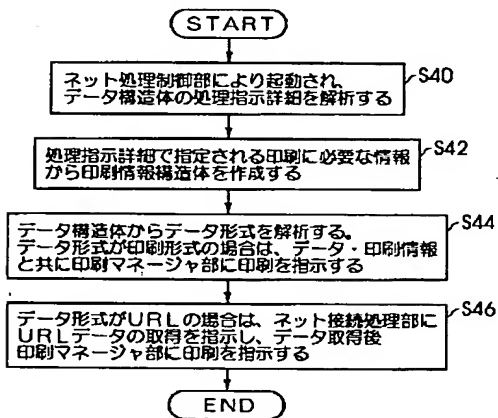 START
ネット処理制御部により起動され、
データ構造体の処理指示詳細を解析する
S40
処理指示詳細で指定される印刷に必要な情報
から印刷情報構造体を作成する
S42
データ構造体からデータ形式を解析する。
データ形式が印刷形式の場合は、データ・印刷情報
と共に印刷マネージャ部に印刷を指示する
S44
データ形式がURLの場合は、ネット接続処理部に
URLデータの取得を指示し、データ取得後
印刷マネージャ部に印刷を指示する
S46
END